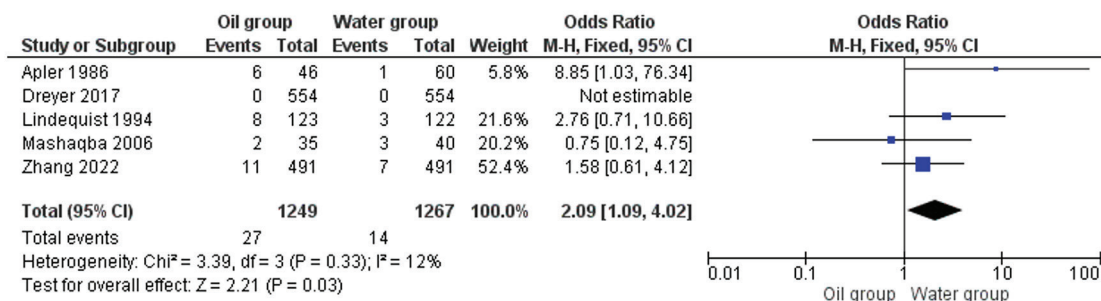 Oil group Water group Odds Ratio Odds Ratio
Study or Subgroup Events Total Events Total Weight M-H, Fixed, 95% CI M-H, Fixed, 95% CI
Apler 1986 6 46 1 60 5.8% 8.85 [1.03, 76.34]
Dreyer 2017 0 554 0 554 Not estimable
Lindequist 1994 8 123 3 122 21.6% 2.76 [0.71, 10.66]
Mashaqba 2006 2 35 3 40 20.2% 0.75 [0.12, 4.75]
Zhang 2022 11 491 7 491 52.4% 1.58 [0.61, 4.12]
Total (95% CI) 1249 1267 100.0% 2.09 [1.09, 4.02]
Total events 27 14
Heterogeneity: Chi² = 3.39, df = 3 (P = 0.33); I² = 12%
Test for overall effect: Z = 2.21 (P = 0.03)
0.01 0.1 1 10 100
Oil group Water group